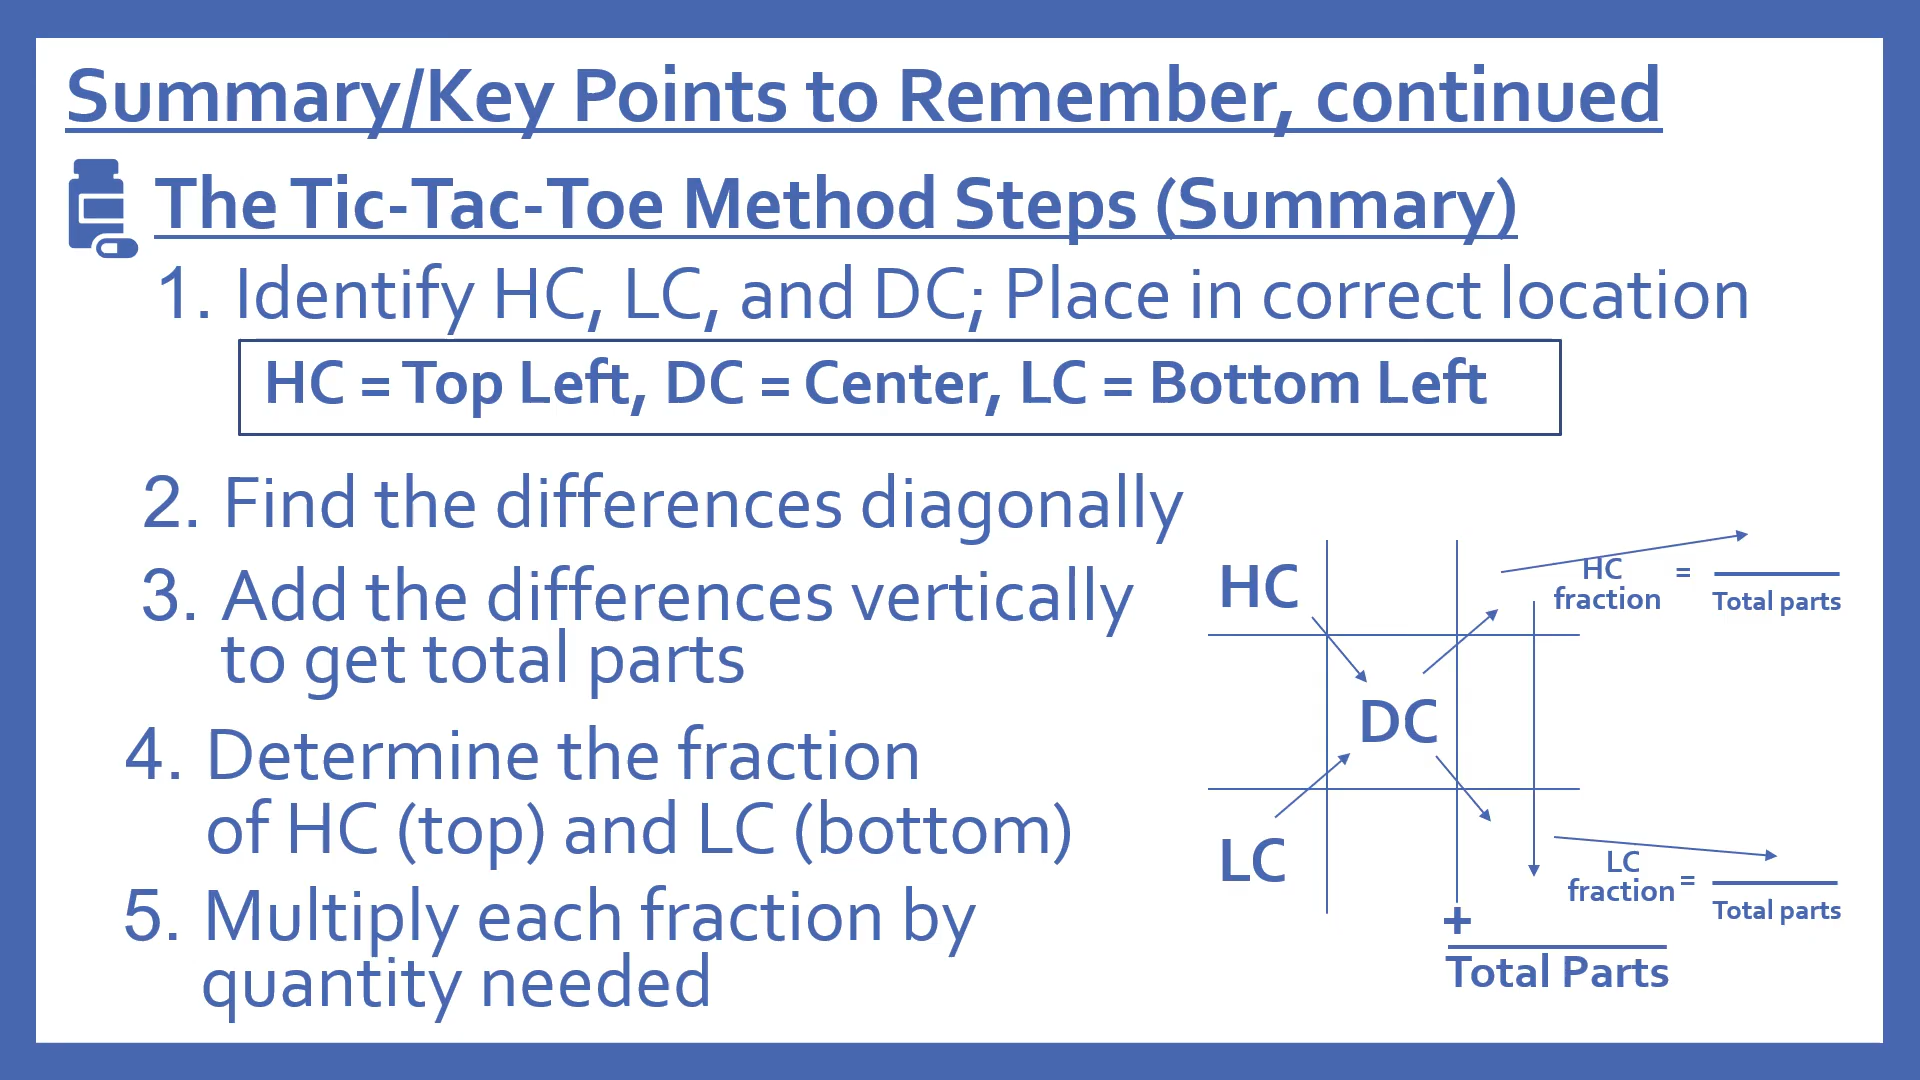 Summary/Key Points to Remember, continued
The Tic-Tac-Toe Method Steps (Summary)
1. Identify HC, LC, and DC; Place in correct location
HC = Top Left, DC = Center, LC = Bottom Left
2. Find the differences diagonally
3. Add the differences vertically
to get total parts
4. Determine the fraction
of HC (top) and LC (bottom)
5. Multiply each fraction by
quantity needed
HC
DC
LC
+
Total Parts
HC
fraction =
Total parts
LC
fraction =
Total parts